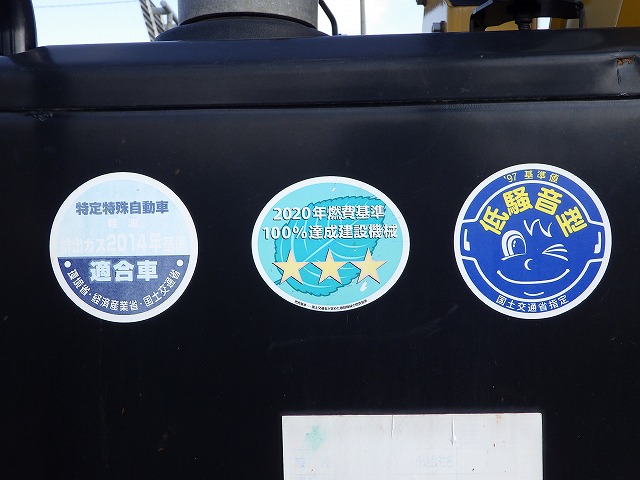 特定特殊自動車
排出ガス2014年基準
適合車
・環境省・経済産業省・国土交通省・
2020年燃費基準
100%達成建設機械
★★★
'97 基準値
低騒音型
国土交通省指定